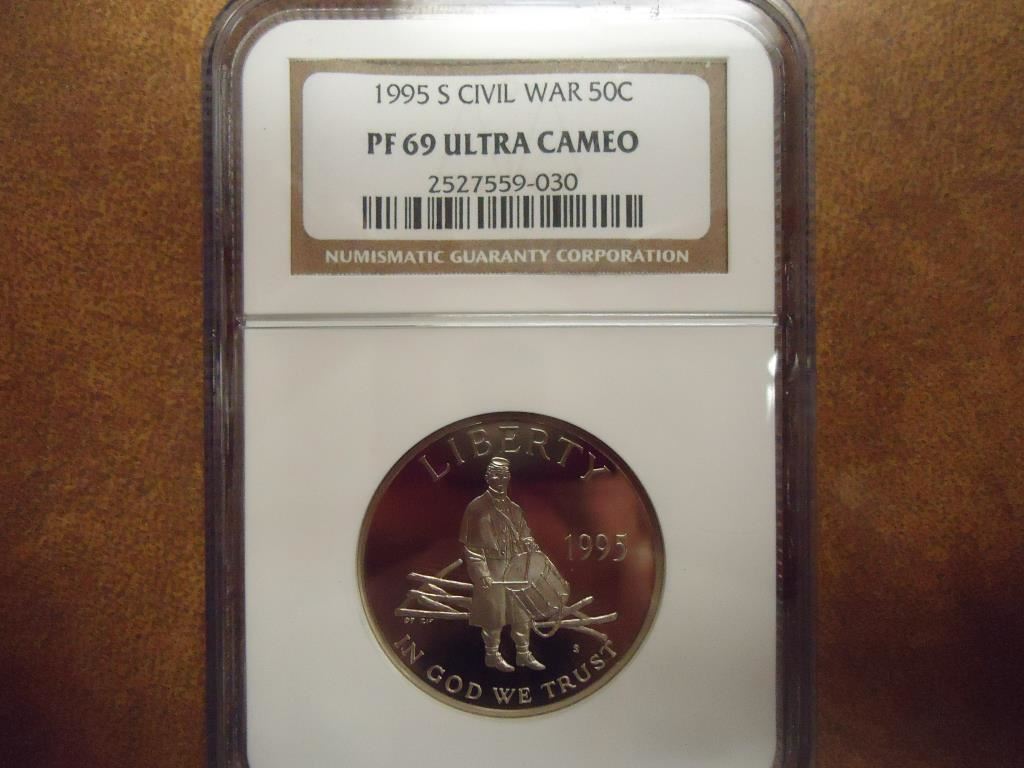 1995 S CIVIL WAR 50C
PF 69 ULTRA CAMEO
2527559-030
NUMISMATIC GUARANTY CORPORATION
LIBERTY
1995
S
IN GOD WE TRUST